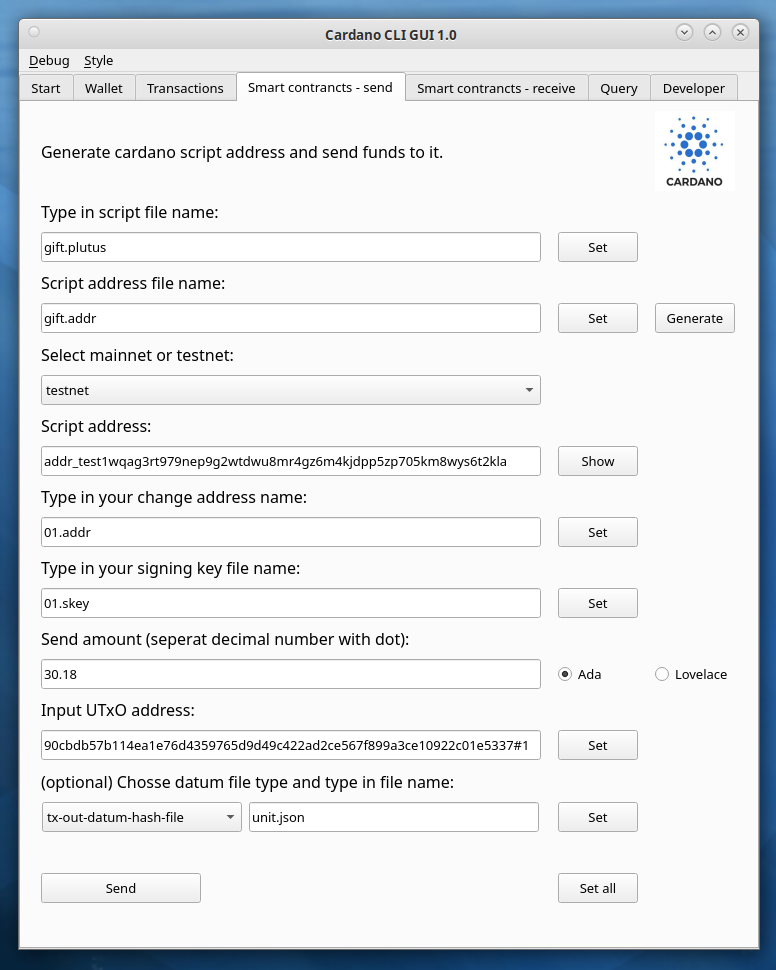 Cardano CLI GUI 1.0
Debug Style
Start Wallet Transactions Smart contrancts - send Smart contrancts - receive Query Developer
Generate cardano script address and send funds to it.
CARDANO
Type in script file name:
gift.plutus Set
Script address file name:
gift.addr Set Generate
Select mainnet or testnet:
testnet
Script address:
addr_test1wqag3rt979nep9g2wtdwu8mr4gz6m4kjdpp5zp705km8wys6t2kla Show
Type in your change address name:
01.addr Set
Type in your signing key file name:
01.skey Set
Send amount (seperat decimal number with dot):
30.18 Ada Lovelace
Input UTxO address:
90cbdb57b114ea1e76d4359765d9d49c422ad2ce567f899a3ce10922c01e5337#1 Set
(optional) Chosse datum file type and type in file name:
tx-out-datum-hash-file unit.json Set
Send Set all